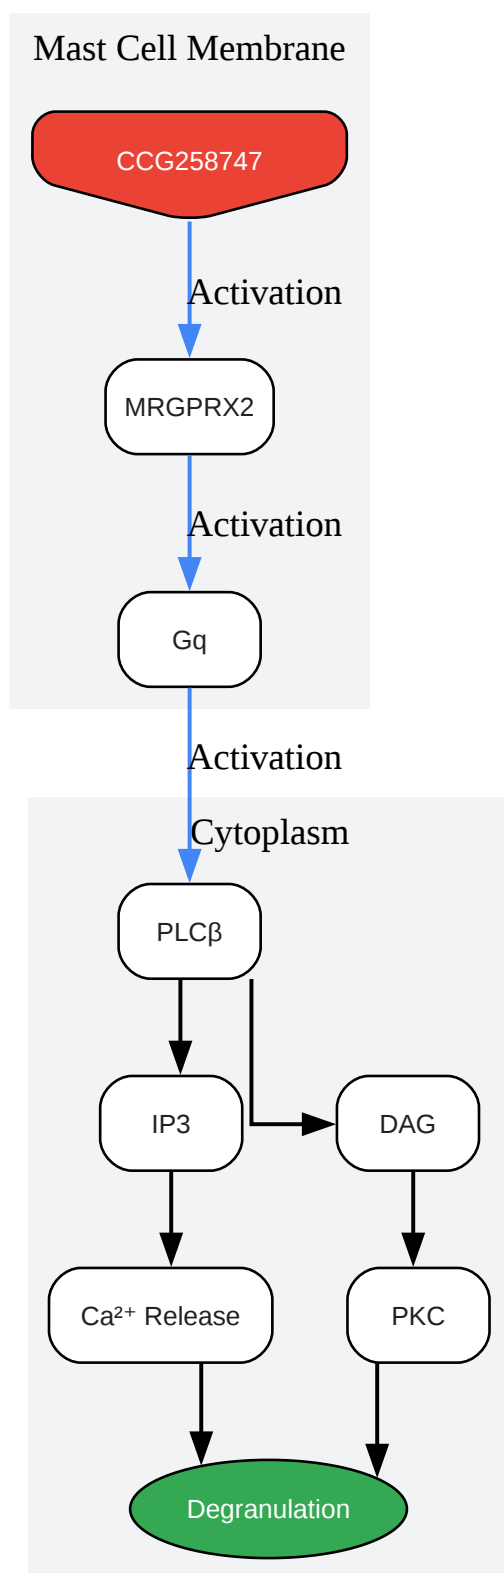 Mast Cell Membrane
CCG258747
Activation
MRGPRX2
Activation
Gq
Activation
Cytoplasm
PLCβ
IP3
DAG
Ca²⁺ Release
PKC
Degranulation